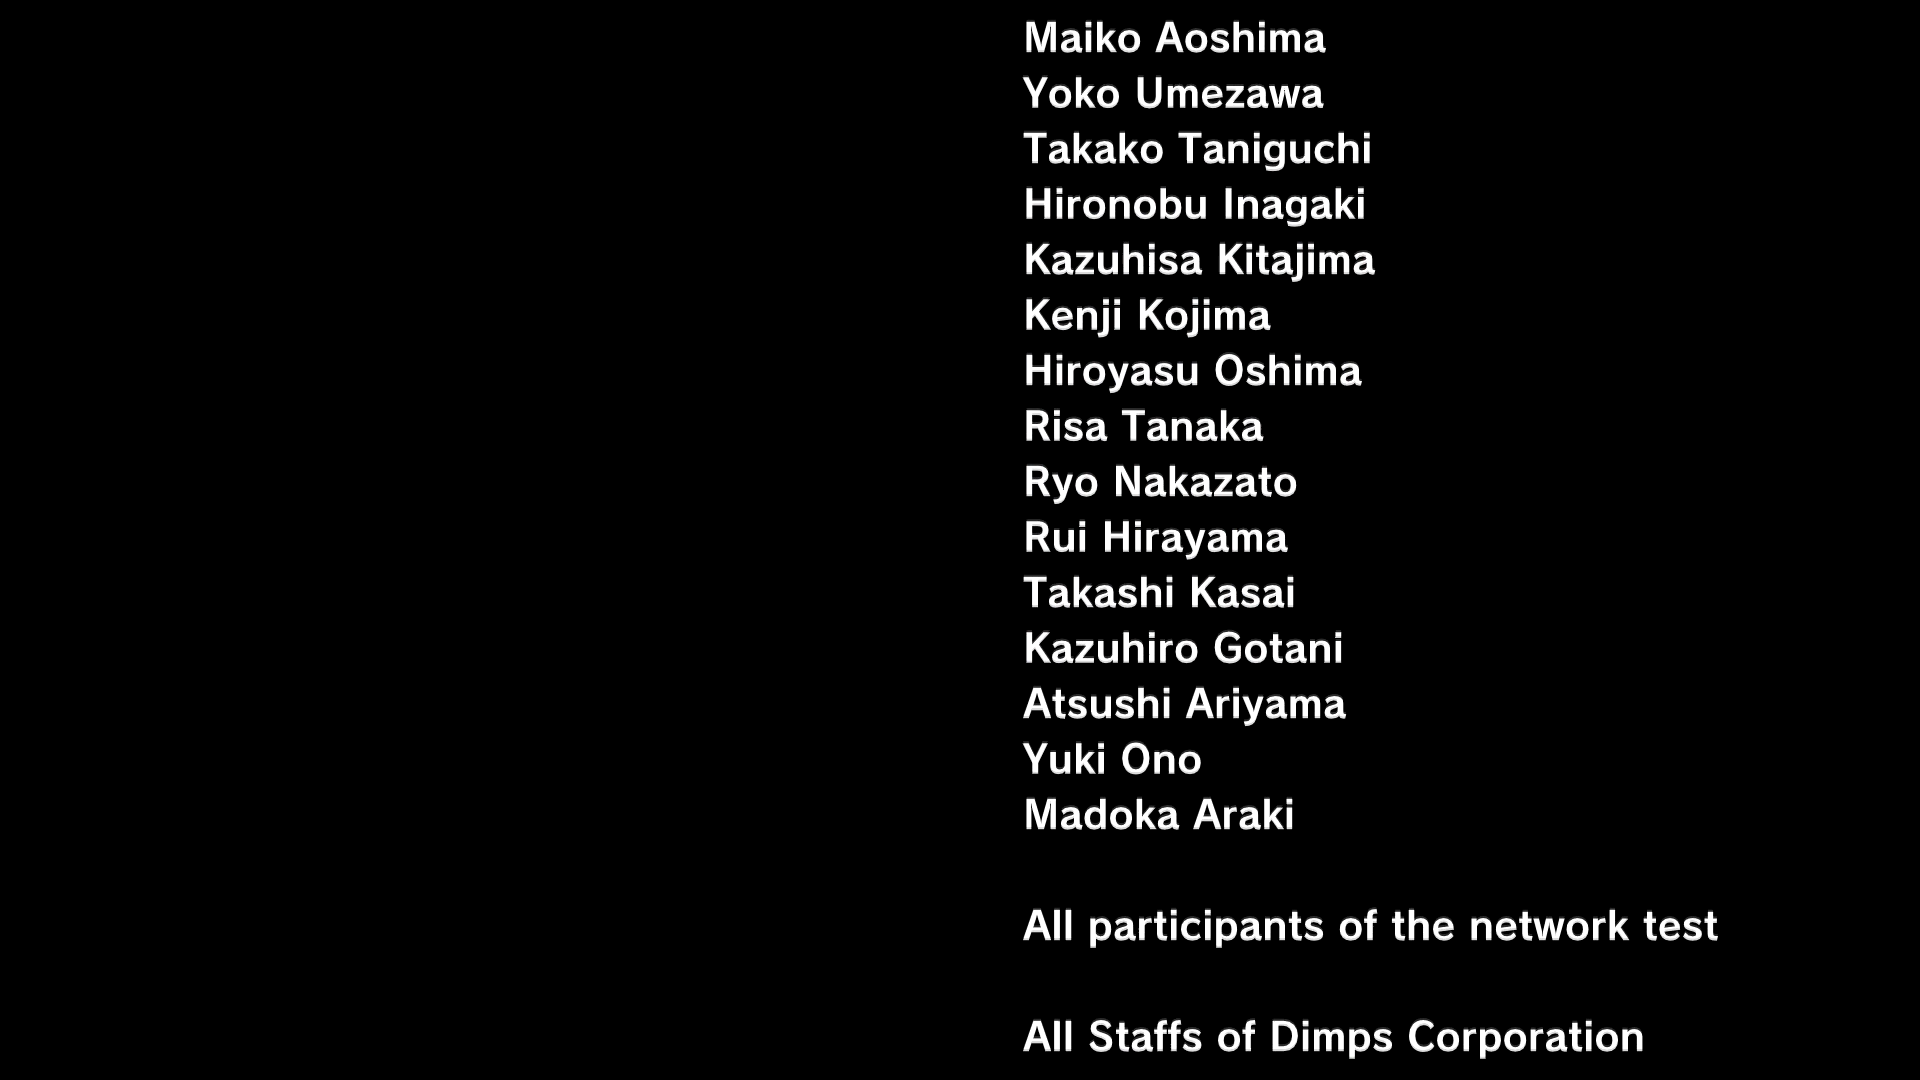 Maiko Aoshima
Yoko Umezawa
Takako Taniguchi
Hironobu Inagaki
Kazuhisa Kitajima
Kenji Kojima
Hiroyasu Oshima
Risa Tanaka
Ryo Nakazato
Rui Hirayama
Takashi Kasai
Kazuhiro Gotani
Atsushi Ariyama
Yuki Ono
Madoka Araki
All participants of the network test
All Staffs of Dimps Corporation